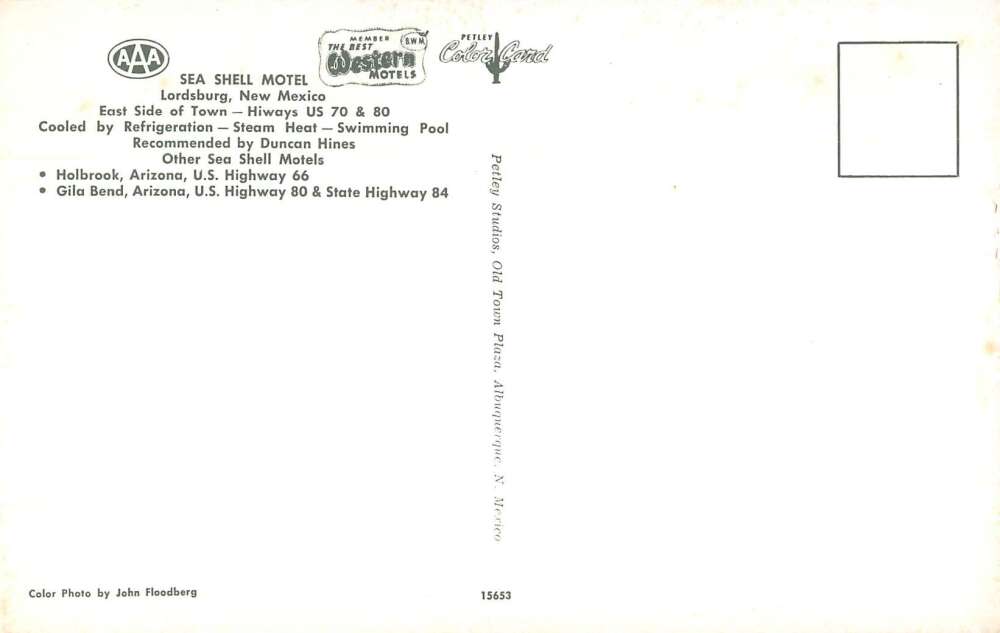 AAA
SEA SHELL MOTEL
Lordsburg, New Mexico
East Side of Town — Hiways US 70 & 80
Cooled by Refrigeration — Steam Heat — Swimming Pool
Recommended by Duncan Hines
Other Sea Shell Motels
• Holbrook, Arizona, U.S. Highway 66
• Gila Bend, Arizona, U.S. Highway 80 & State Highway 84
MEMBER
BWM
THE BEST
Western
MOTELS
PETLEY
Color Card
Petley Studios, Old Town Plaza, Albuquerque, N. Mexico
Color Photo by John Floodberg
15653